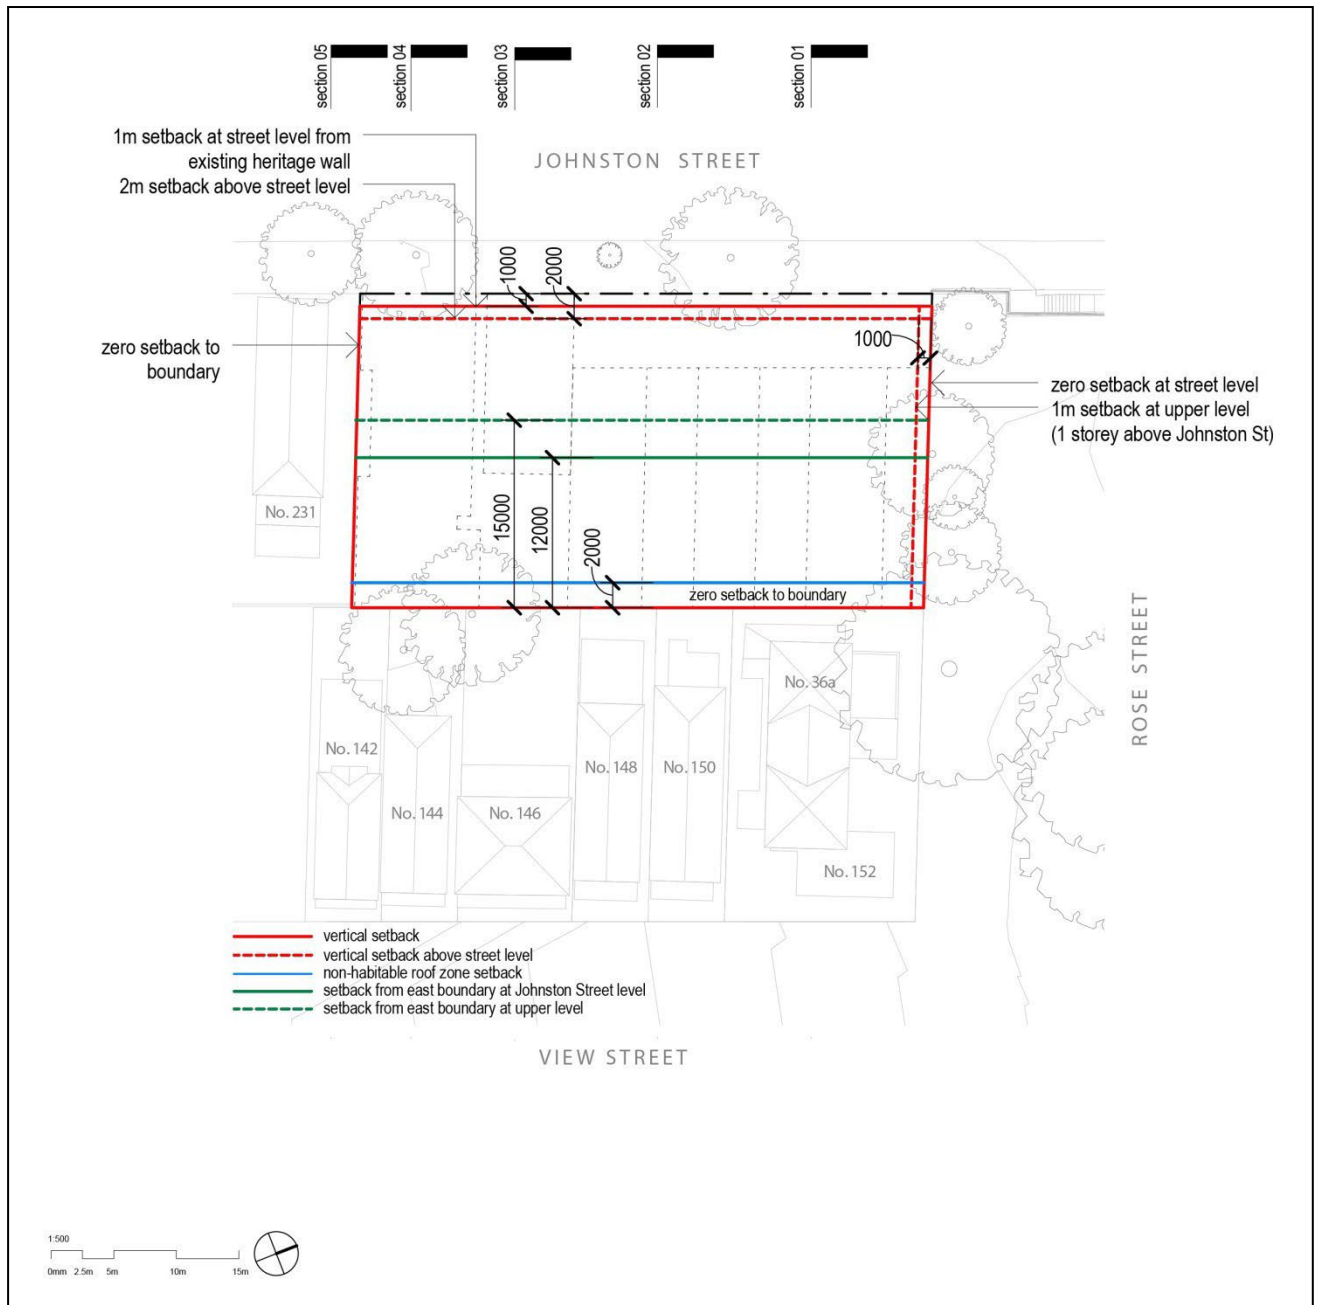 section 05
section 04
section 03
section 02
section 01
1m setback at street level from
existing heritage wall
2m setback above street level
JOHNSTON STREET
1000
2000
zero setback to
boundary
1000
zero setback at street level
1m setback at upper level
(1 storey above Johnston St)
No. 231
15000
12000
2000
zero setback to boundary
ROSE STREET
No. 36a
No. 142
No. 148
No. 150
No. 144
No. 146
No. 152
vertical setback
vertical setback above street level
non-habitable roof zone setback
setback from east boundary at Johnston Street level
setback from east boundary at upper level
VIEW STREET
1:500
0mm 2.5m 5m 10m 15m